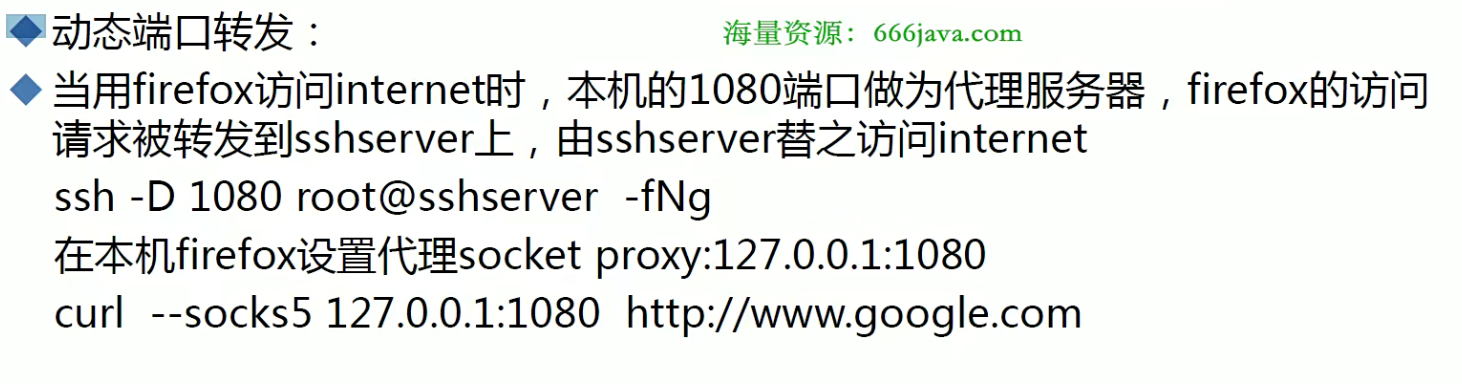 动态端口转发：
海量资源：666java.com
当用firefox访问internet时，本机的1080端口做为代理服务器，firefox的访问
请求被转发到sshserver上，由sshserver替之访问internet
ssh -D 1080 root@sshserver  -fNg
在本机firefox设置代理socket proxy:127.0.0.1:1080
curl  --socks5 127.0.0.1:1080  http://www.google.com